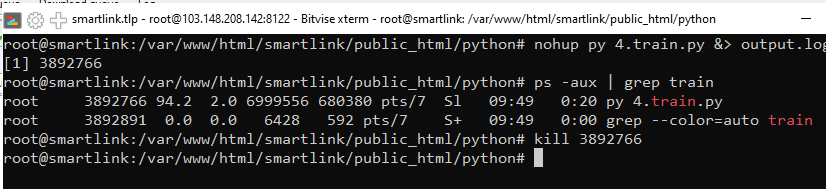 smartlink.tlp - root@103.148.208.142:8122 - Bitvise xterm - root@smartlink: /var/www/html/smartlink/public_html/python
root@smartlink:/var/www/html/smartlink/public_html/python# nohup py 4.train.py &> output.log
[1] 3892766
root@smartlink:/var/www/html/smartlink/public_html/python# ps -aux | grep train
root     3892766 94.2  2.0 6999556 680380 pts/7  Sl   09:49   0:20 py 4.train.py
root     3892891  0.0  0.0   6428   592 pts/7    S+   09:49   0:00 grep --color=auto train
root@smartlink:/var/www/html/smartlink/public_html/python# kill 3892766
root@smartlink:/var/www/html/smartlink/public_html/python#